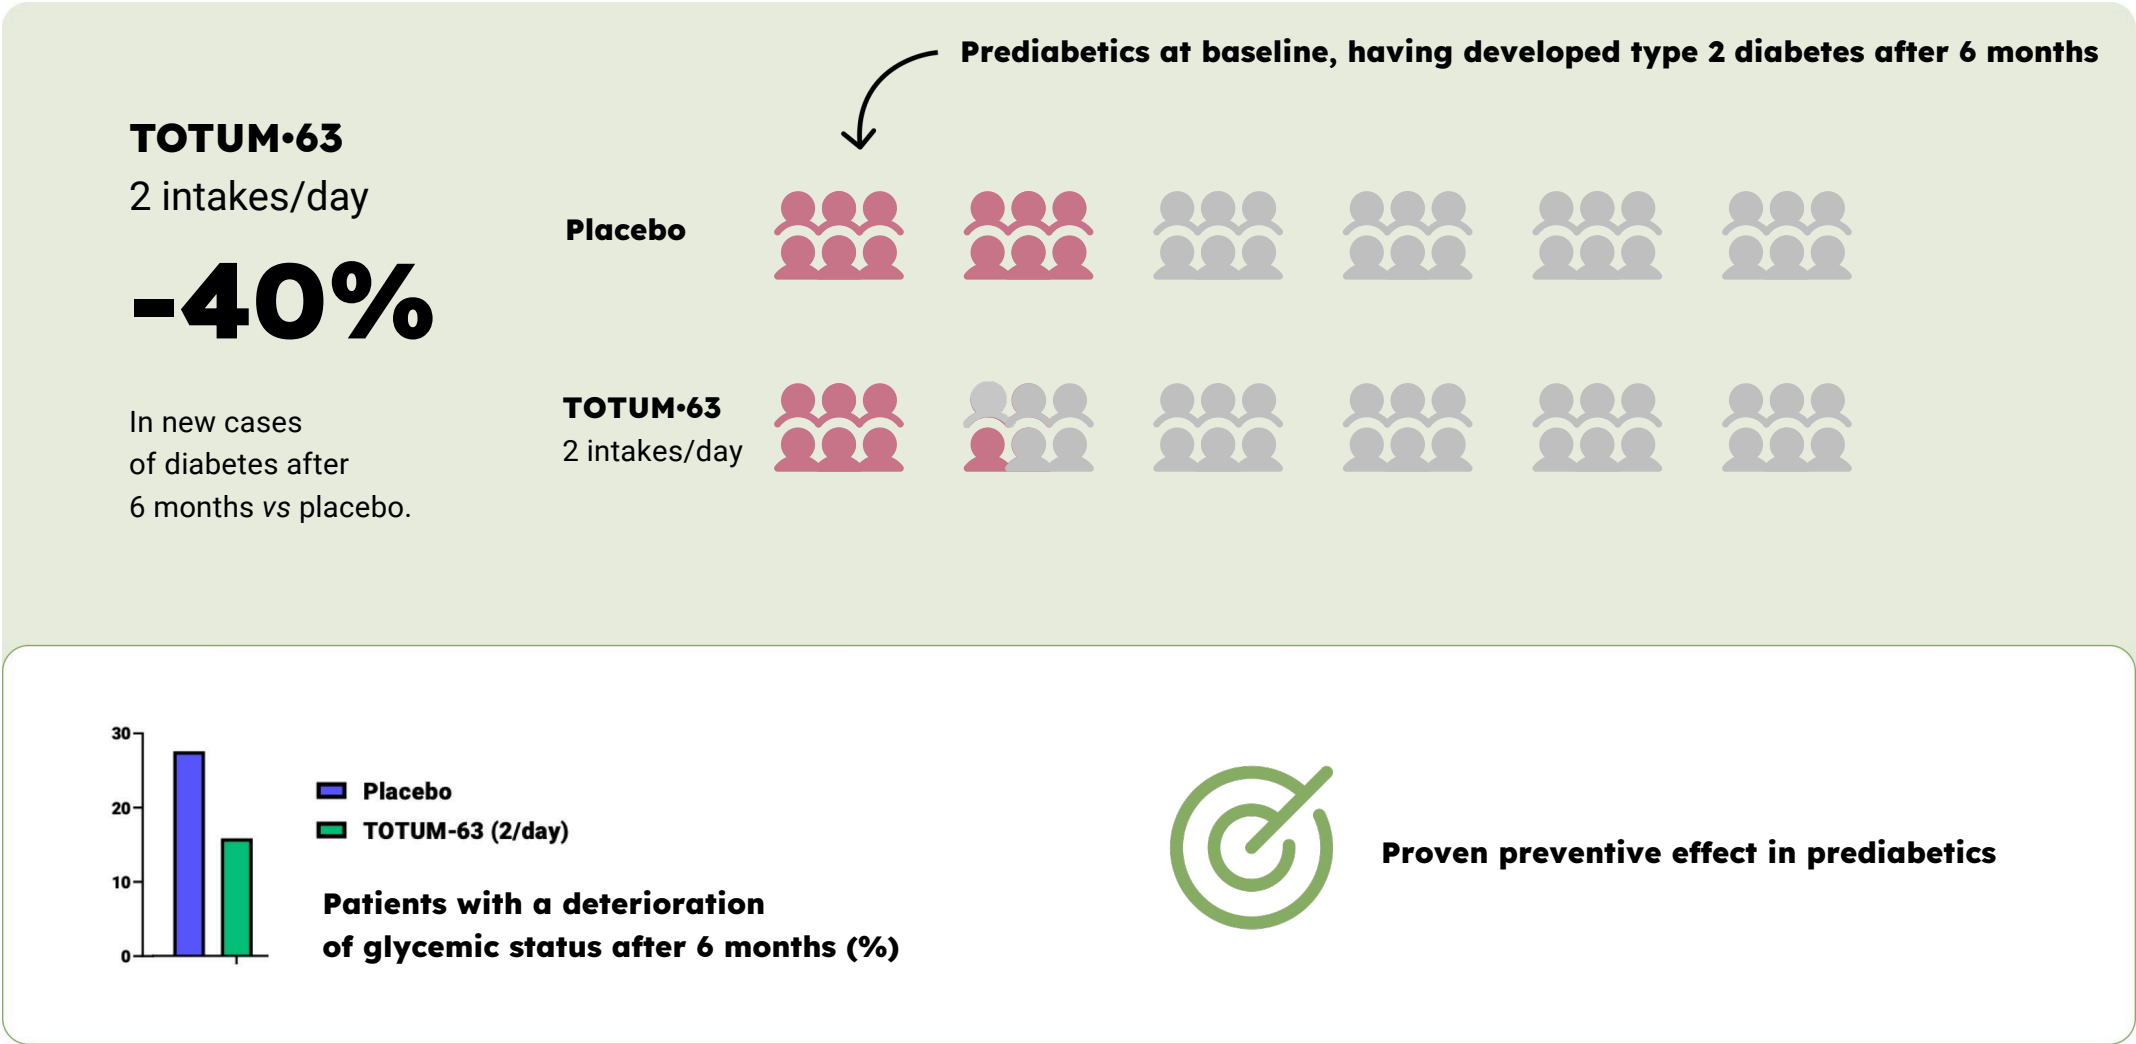 Prediabetics at baseline, having developed type 2 diabetes after 6 months
TOTUM•63
2 intakes/day
-40%
In new cases
of diabetes after
6 months vs placebo.
Placebo
TOTUM•63
2 intakes/day
30
20
10
0
Placebo
TOTUM-63 (2/day)
Patients with a deterioration
of glycemic status after 6 months (%)
Proven preventive effect in prediabetics